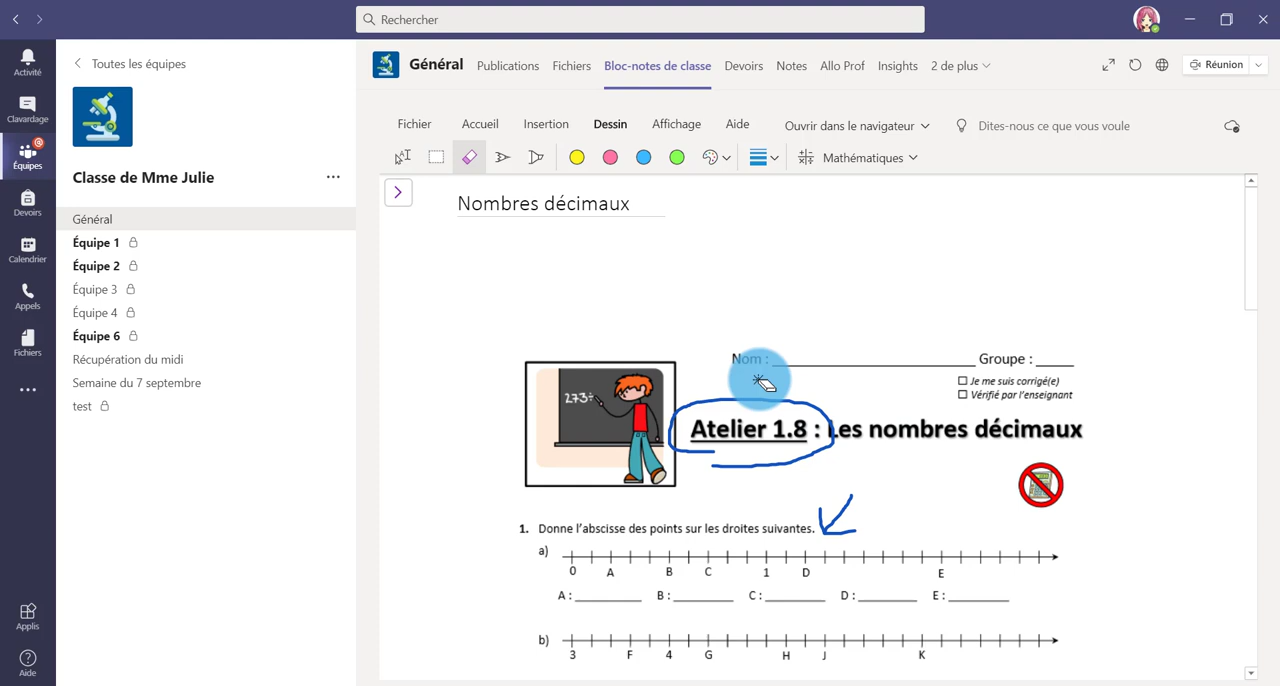 Rechercher
Activité
Clavardage
Équipes
Devoirs
Calendrier
Appels
Fichiers
Applis
Aide
Toutes les équipes
Classe de Mme Julie
Général
Équipe 1
Équipe 2
Équipe 3
Équipe 4
Équipe 6
Récupération du midi
Semaine du 7 septembre
test
Général Publications Fichiers Bloc-notes de classe Devoirs Notes Allo Prof Insights 2 de plus Réunion
Fichier Accueil Insertion Dessin Affichage Aide Ouvrir dans le navigateur Dites-nous ce que vous voule
Mathématiques
Nombres décimaux
273÷
Nom : Groupe :
Je me suis corrigé(e)
Vérifié par l'enseignant
Atelier 1.8 : Les nombres décimaux
1. Donne l'abscisse des points sur les droites suivantes.
a)
0 A B C 1 D E
A : B : C : D : E :
b)
3 F 4 G H J K